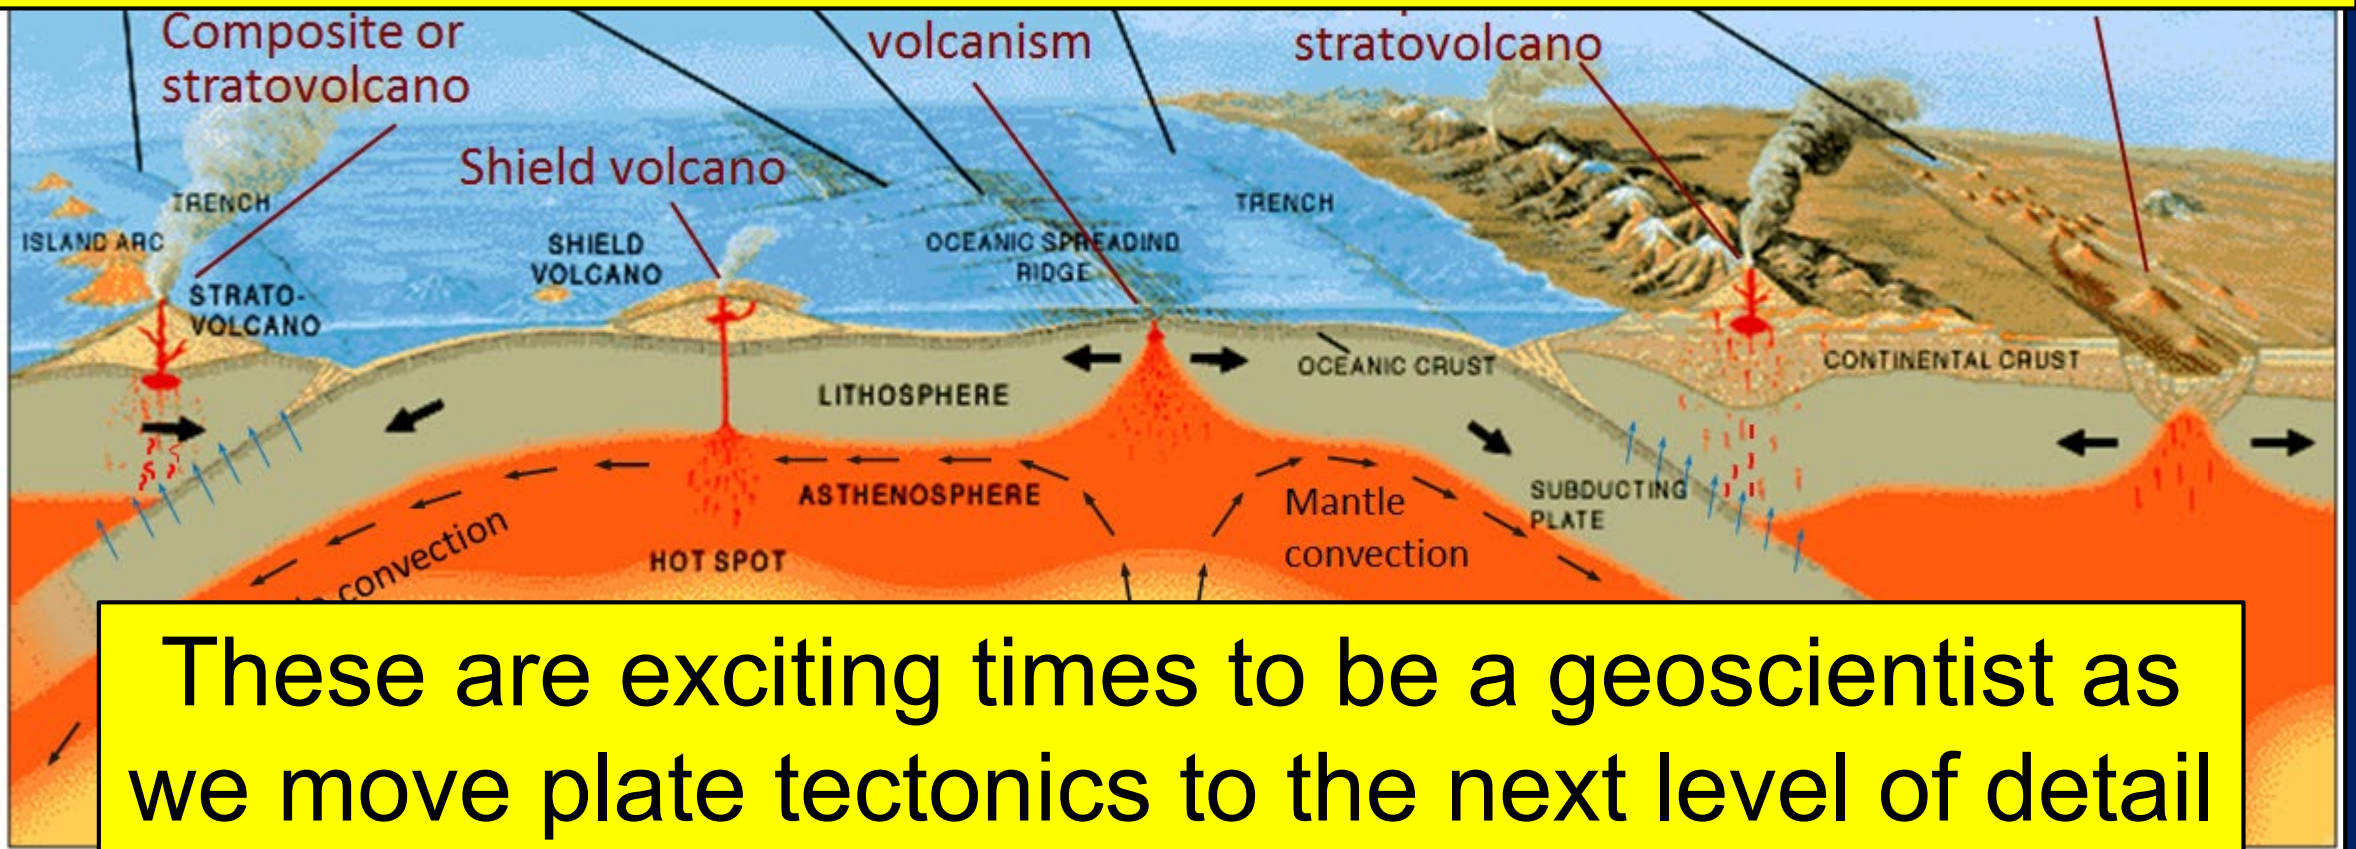 Composite or
stratovolcano
volcanism
stratovolcano
Shield volcano
TRENCH
ISLAND ARC
STRATO-
VOLCANO
SHIELD
VOLCANO
OCEANIC SPREADIND
RIDGE
TRENCH
OCEANIC CRUST
CONTINENTAL CRUST
LITHOSPHERE
ASTHENOSPHERE
HOT SPOT
convection
Mantle
convection
SUBDUCTING
PLATE
These are exciting times to be a geoscientist as
we move plate tectonics to the next level of detail